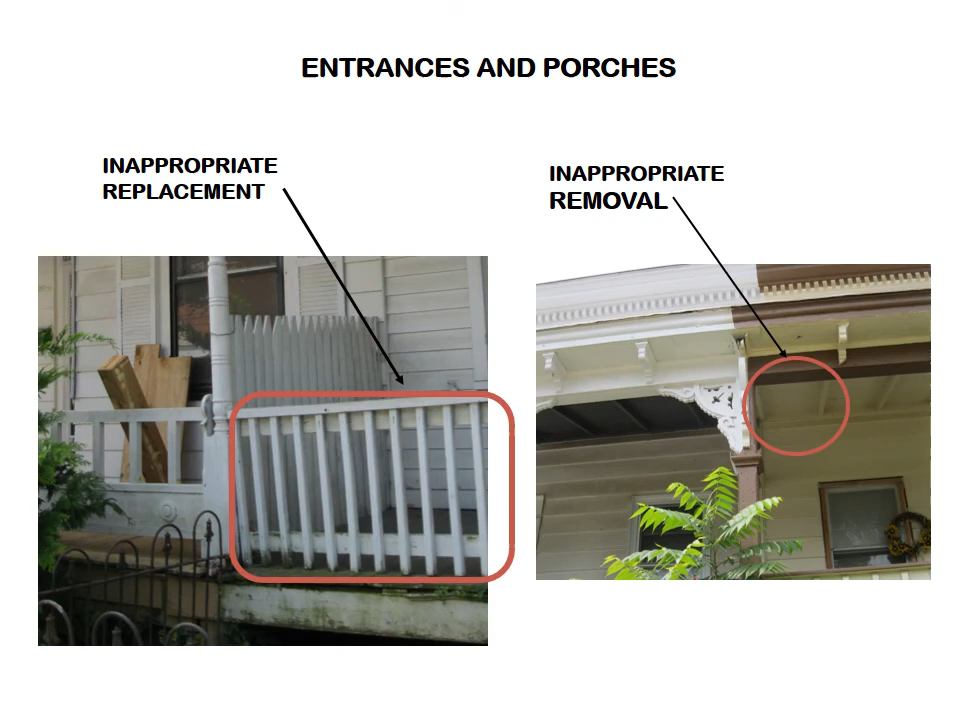 ENTRANCES AND PORCHES
INAPPROPRIATE
REPLACEMENT
INAPPROPRIATE
REMOVAL